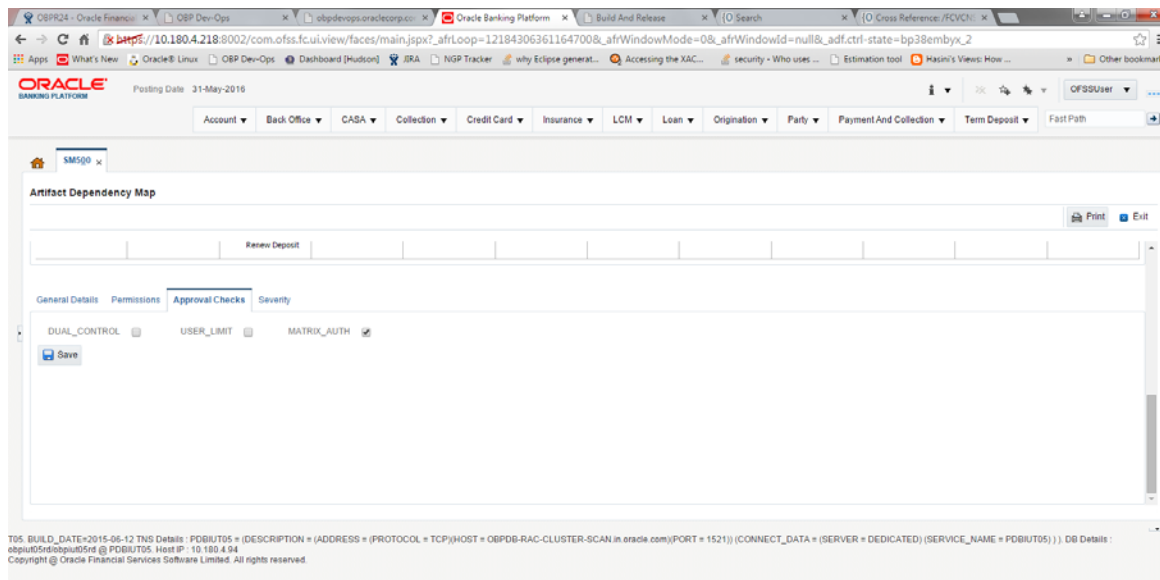 OBPR24 - Oracle Financia × OBP Dev-Ops × obpdevops.oraclecorp.co × Oracle Banking Platform × Build And Release × {O Search × {O Cross Reference: /FCVCN ×
https://10.180.4.218:8002/com.ofss.fc.ui.view/faces/main.jspx?_afrLoop=12184306361164700&_afrWindowMode=0&_afrWindowId=null&_adf.ctrl-state=bp38embyx_2
Apps What's New Oracle® Linux OBP Dev-Ops Dashboard [Hudson] JIRA NGP Tracker why Eclipse generat... Accessing the XAC... security - Who uses ... Estimation tool Hasini's Views: How ... » Other bookmar
ORACLE
BANKING PLATFORM
Posting Date 31-May-2016
OFSSUser
Account Back Office CASA Collection Credit Card Insurance LCM Loan Origination Party Payment And Collection Term Deposit Fast Path
SM500 ×
Artifact Dependency Map
Print Exit
Renew Deposit
General Details Permissions Approval Checks Severity
DUAL_CONTROL USER_LIMIT MATRIX_AUTH
Save
T05. BUILD_DATE=2015-06-12 TNS Details : PDBIUT05 = (DESCRIPTION = (ADDRESS = (PROTOCOL = TCP)(HOST = OBPDB-RAC-CLUSTER-SCAN.in.oracle.com)(PORT = 1521)) (CONNECT_DATA = (SERVER = DEDICATED) (SERVICE_NAME = PDBIUT05) ) ). DB Details :
obpiut05rd/obpiut05rd @ PDBIUT05. Host IP : 10.180.4.94
Copyright @ Oracle Financial Services Software Limited. All rights reserved.